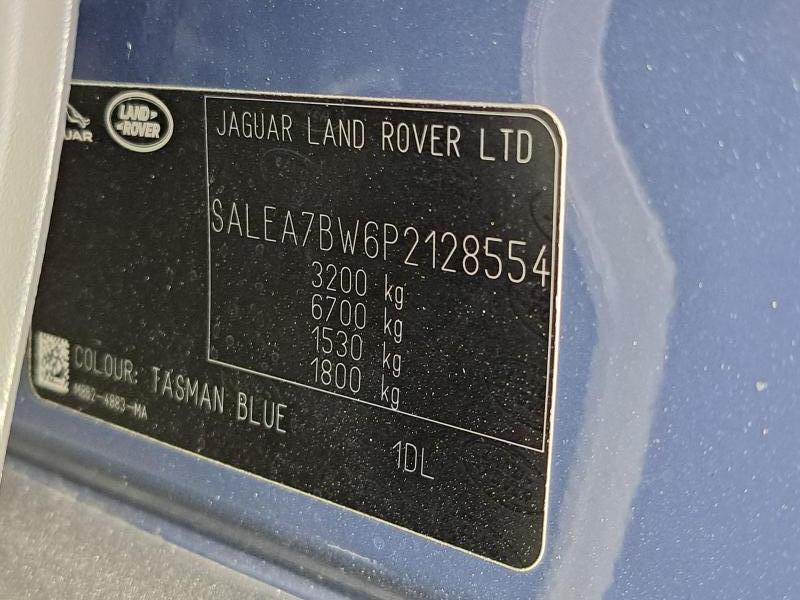 LAND ROVER
JAGUAR LAND ROVER LTD
SALEA7BW6P2128554
3200 kg
6700 kg
1530 kg
1800 kg
COLOUR: TASMAN BLUE
1DL